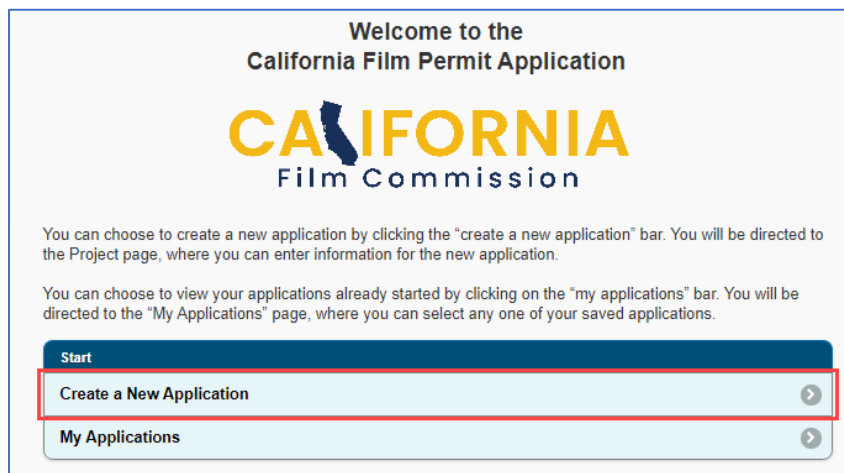 Welcome to the
California Film Permit Application
CALIFORNIA
Film Commission
You can choose to create a new application by clicking the “create a new application” bar. You will be directed to
the Project page, where you can enter information for the new application.
You can choose to view your applications already started by clicking on the “my applications” bar. You will be
directed to the “My Applications” page, where you can select any one of your saved applications.
Start
Create a New Application
My Applications